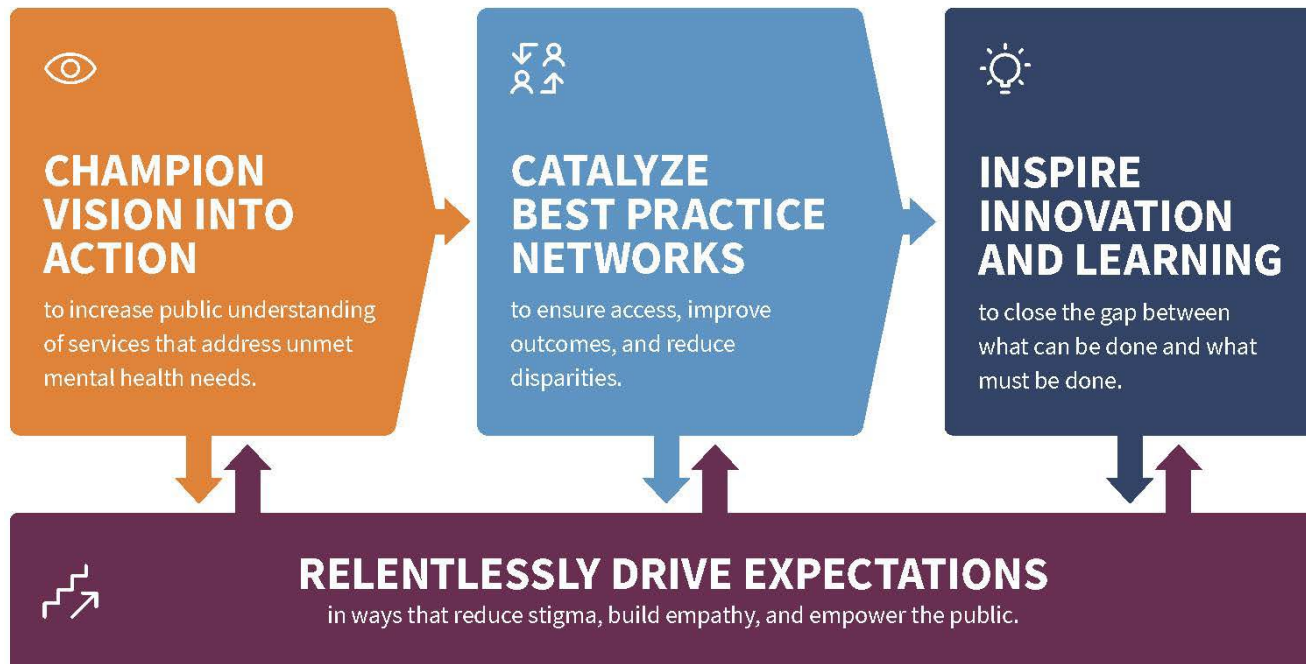 CHAMPION
VISION INTO
ACTION
to increase public understanding
of services that address unmet
mental health needs.
CATALYZE
BEST PRACTICE
NETWORKS
to ensure access, improve
outcomes, and reduce
disparities.
INSPIRE
INNOVATION
AND LEARNING
to close the gap between
what can be done and what
must be done.
RELENTLESSLY DRIVE EXPECTATIONS
in ways that reduce stigma, build empathy, and empower the public.